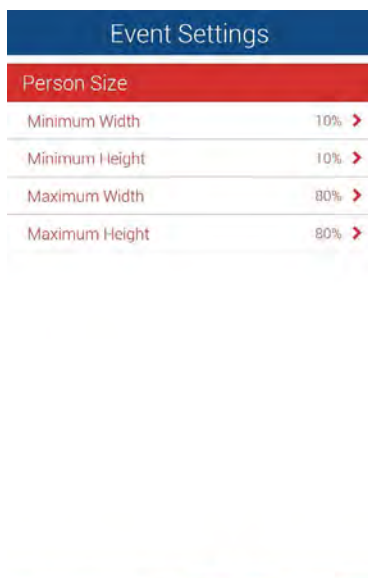 Event Settings
Person Size
Minimum Width 10%
Minimum Height 10%
Maximum Width 80%
Maximum Height 80%